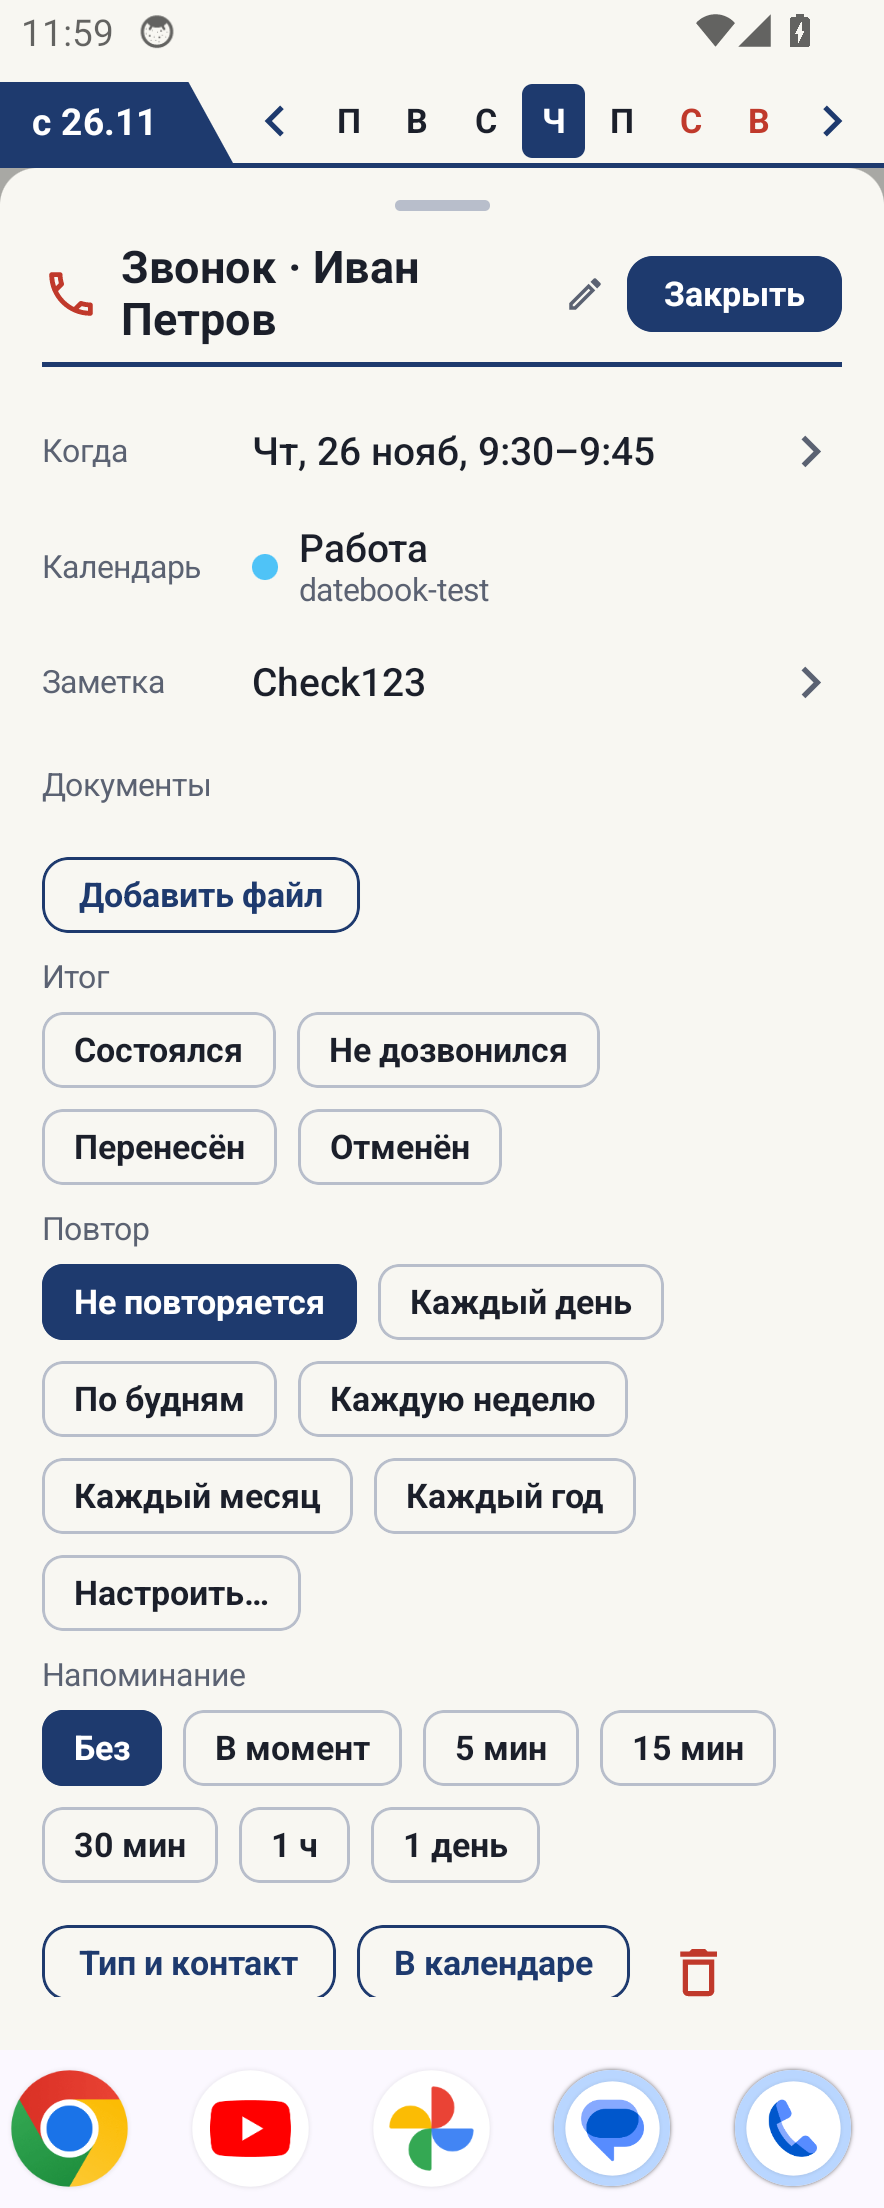 11:59
с 26.11 П В С Ч П С В
Звонок · Иван
Петров
Закрыть
Когда Чт, 26 нояб, 9:30–9:45
Календарь Работа
datebook-test
Заметка Check123
Документы
Добавить файл
Итог
Состоялся Не дозвонился
Перенесён Отменён
Повтор
Не повторяется Каждый день
По будням Каждую неделю
Каждый месяц Каждый год
Настроить...
Напоминание
Без В момент 5 мин 15 мин
30 мин 1 ч 1 день
Тип и контакт В календаре